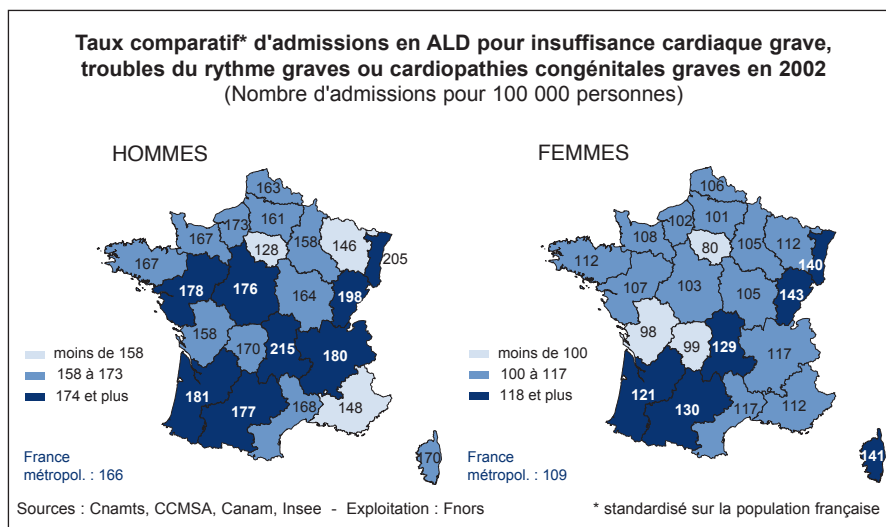 Taux comparatif* d'admissions en ALD pour insuffisance cardiaque grave,
troubles du rythme graves ou cardiopathies congénitales graves en 2002
(Nombre d'admissions pour 100 000 personnes)
HOMMES
163
161
173
167
158
146
128
167
205
178
176
164
198
158
170
215
180
181
177
168
148
170
moins de 158
158 à 173
174 et plus
France
métropol. : 166
FEMMES
106
101
102
108
105
112
80
112
140
107
103
105
143
98
99
129
117
121
130
117
112
141
moins de 100
100 à 117
118 et plus
France
métropol. : 109
Sources : Cnamts, CCMSA, Canam, Insee - Exploitation : Fnors
* standardisé sur la population française